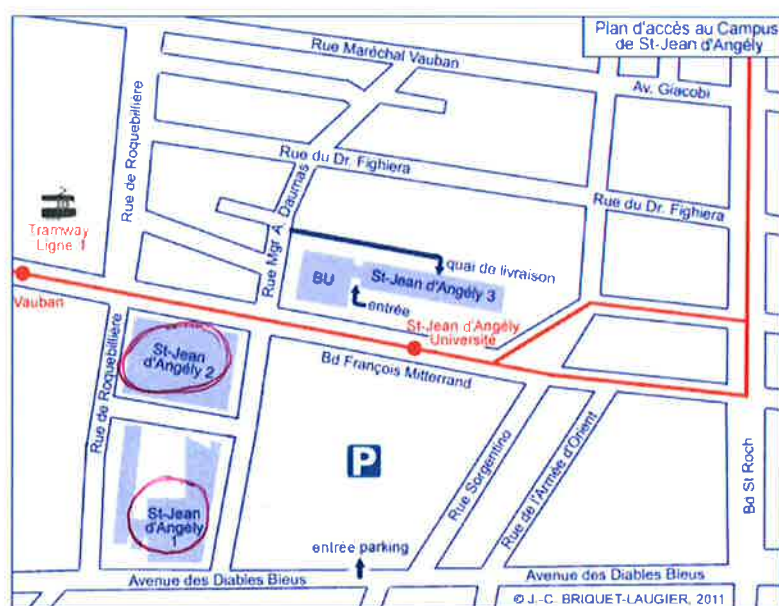 Plan d'accès au Campus
de St-Jean d'Angély
Rue Maréchal Vauban
Av. Giacobi
Rue de Roquebillière
Rue du Dr. Fighiera
Rue du Dr. Fighiera
Tramway
Ligne 1
Rue Mgr A. Daumas
quai de livraison
BU
St-Jean d'Angély 3
entrée
Vauban
St-Jean d'Angély
Université
St-Jean
d'Angély 2
Bd François Mitterrand
Rue de Roquebillière
P
Rue Sorgentino
Rue de l'Armée d'Orient
Bd St Roch
St-Jean
d'Angély
1
entrée parking
Avenue des Diables Bleus
Avenue des Diables Bleus
© J.-C. BRIQUET-LAUGIER, 2011